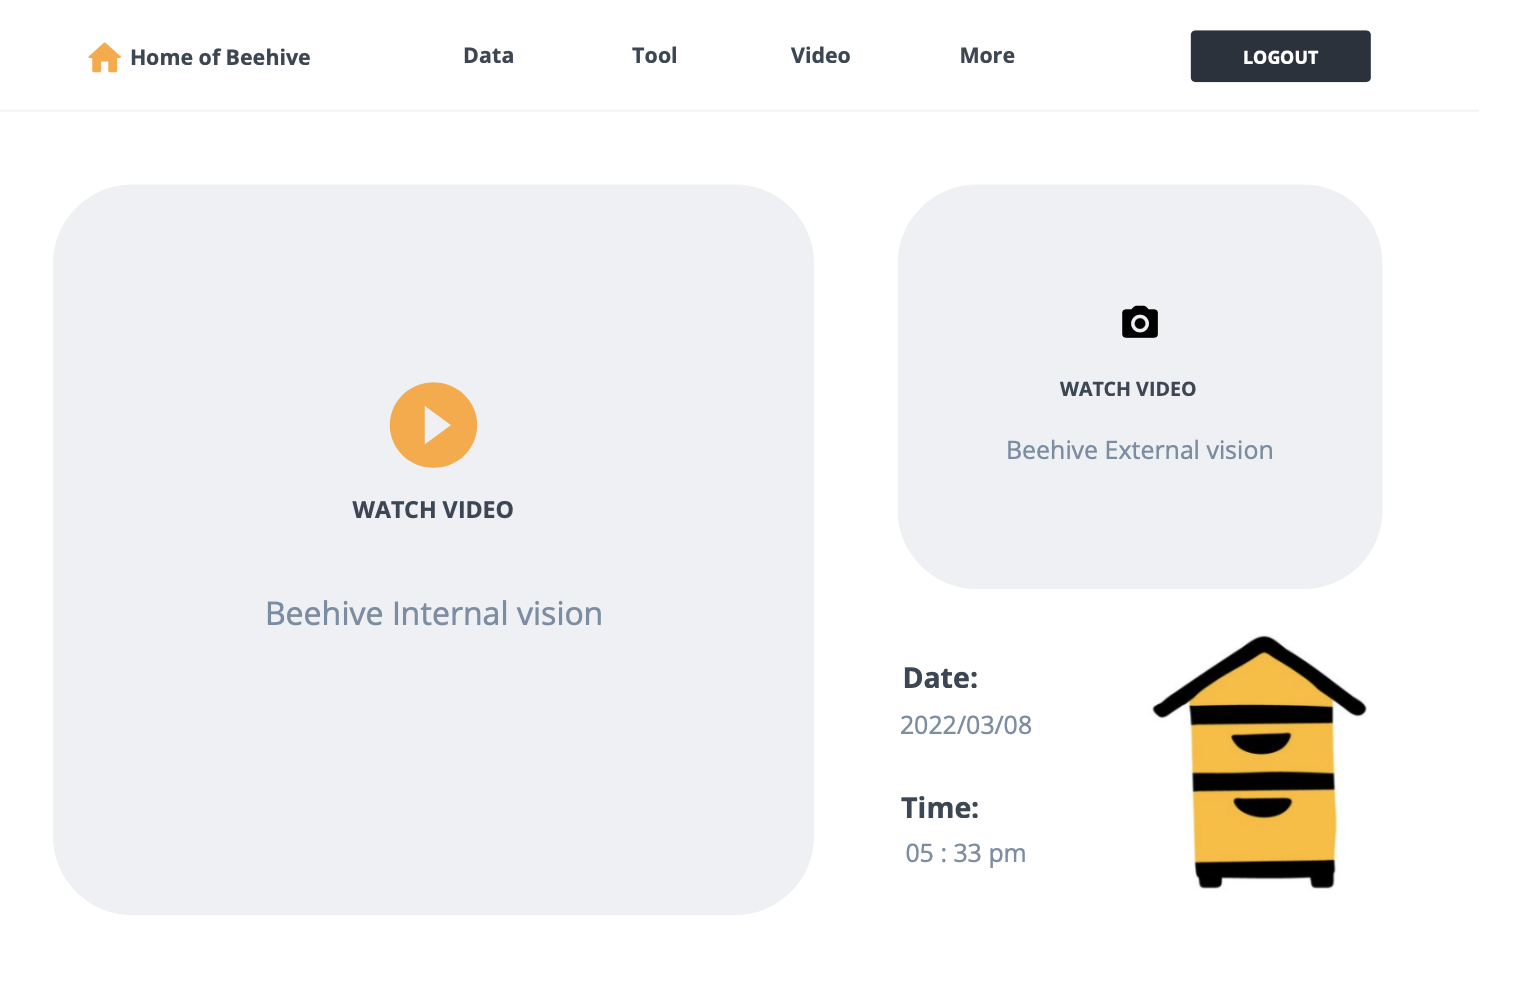 Home of Beehive
Data
Tool
Video
More
LOGOUT
WATCH VIDEO
Beehive Internal vision
WATCH VIDEO
Beehive External vision
Date:
2022/03/08
Time:
05 : 33 pm